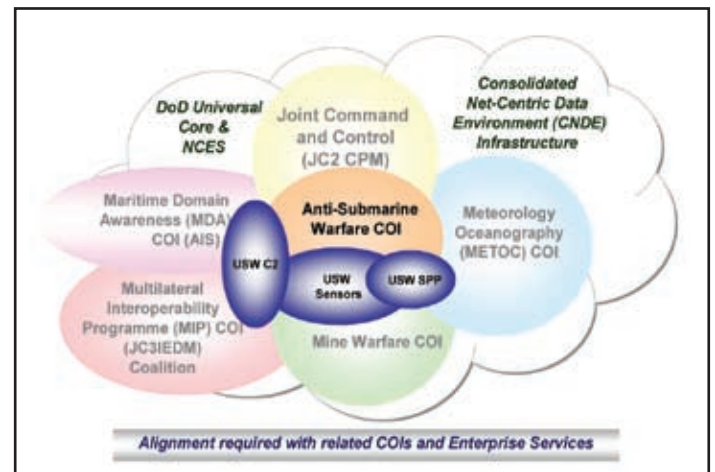 DoD Universal
Core &
NCES
Joint Command
and Control
(JC2 CPM)
Consolidated
Net-Centric Data
Environment (CNDE)
Infrastructure
Maritime Domain
Awareness (MDA)
COI (AIS)
Anti-Submarine
Warfare COI
Meteorology
Oceanography
(METOC) COI
USW C2
USW
Sensors
USW SPP
Multilateral
Interoperability
Programme (MIP) COI
(JC3IEDM)
Coalition
Mine Warfare COI
Alignment required with related COIs and Enterprise Services